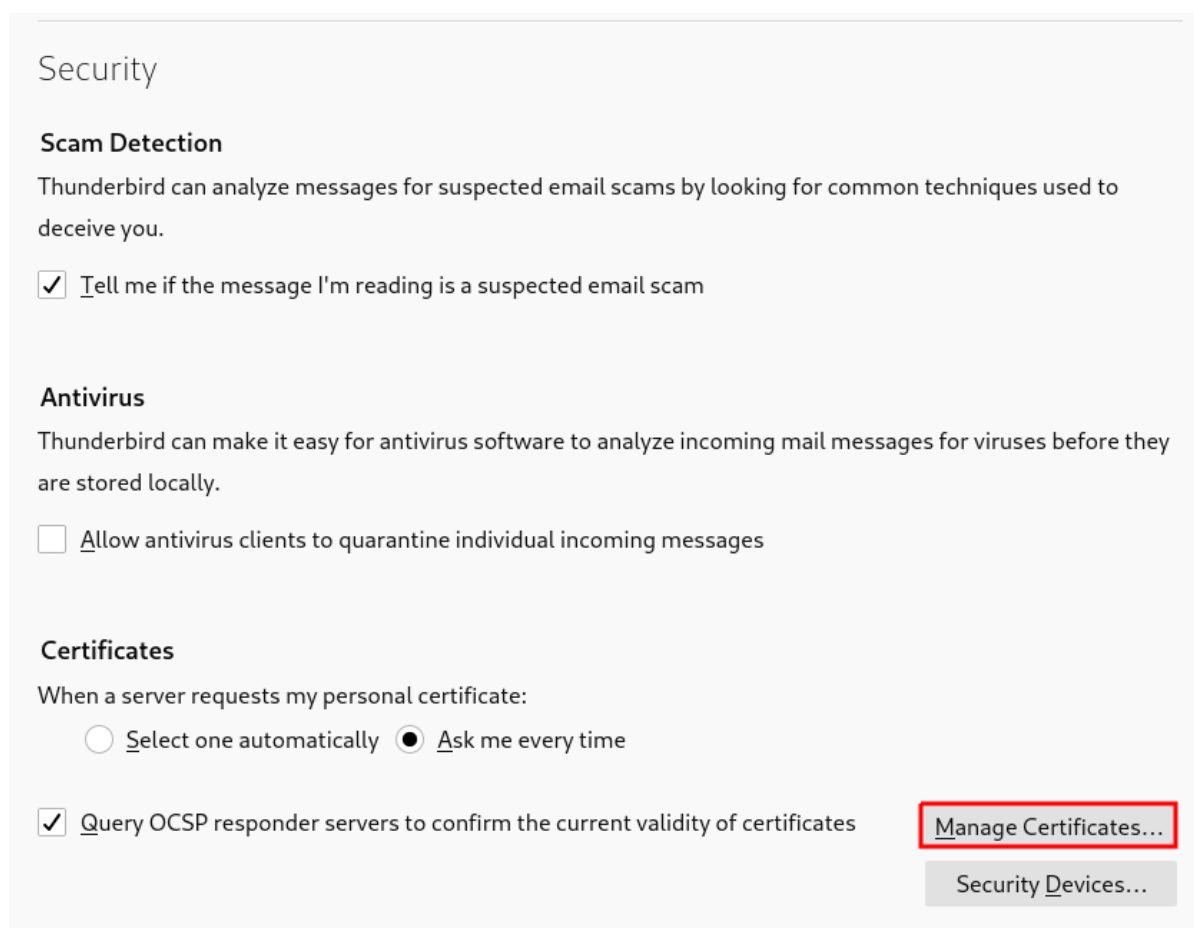 Security
Scam Detection
Thunderbird can analyze messages for suspected email scams by looking for common techniques used to
deceive you.
Tell me if the message I'm reading is a suspected email scam
Antivirus
Thunderbird can make it easy for antivirus software to analyze incoming mail messages for viruses before they
are stored locally.
Allow antivirus clients to quarantine individual incoming messages
Certificates
When a server requests my personal certificate:
Select one automatically Ask me every time
Query OCSP responder servers to confirm the current validity of certificates Manage Certificates...
Security Devices...